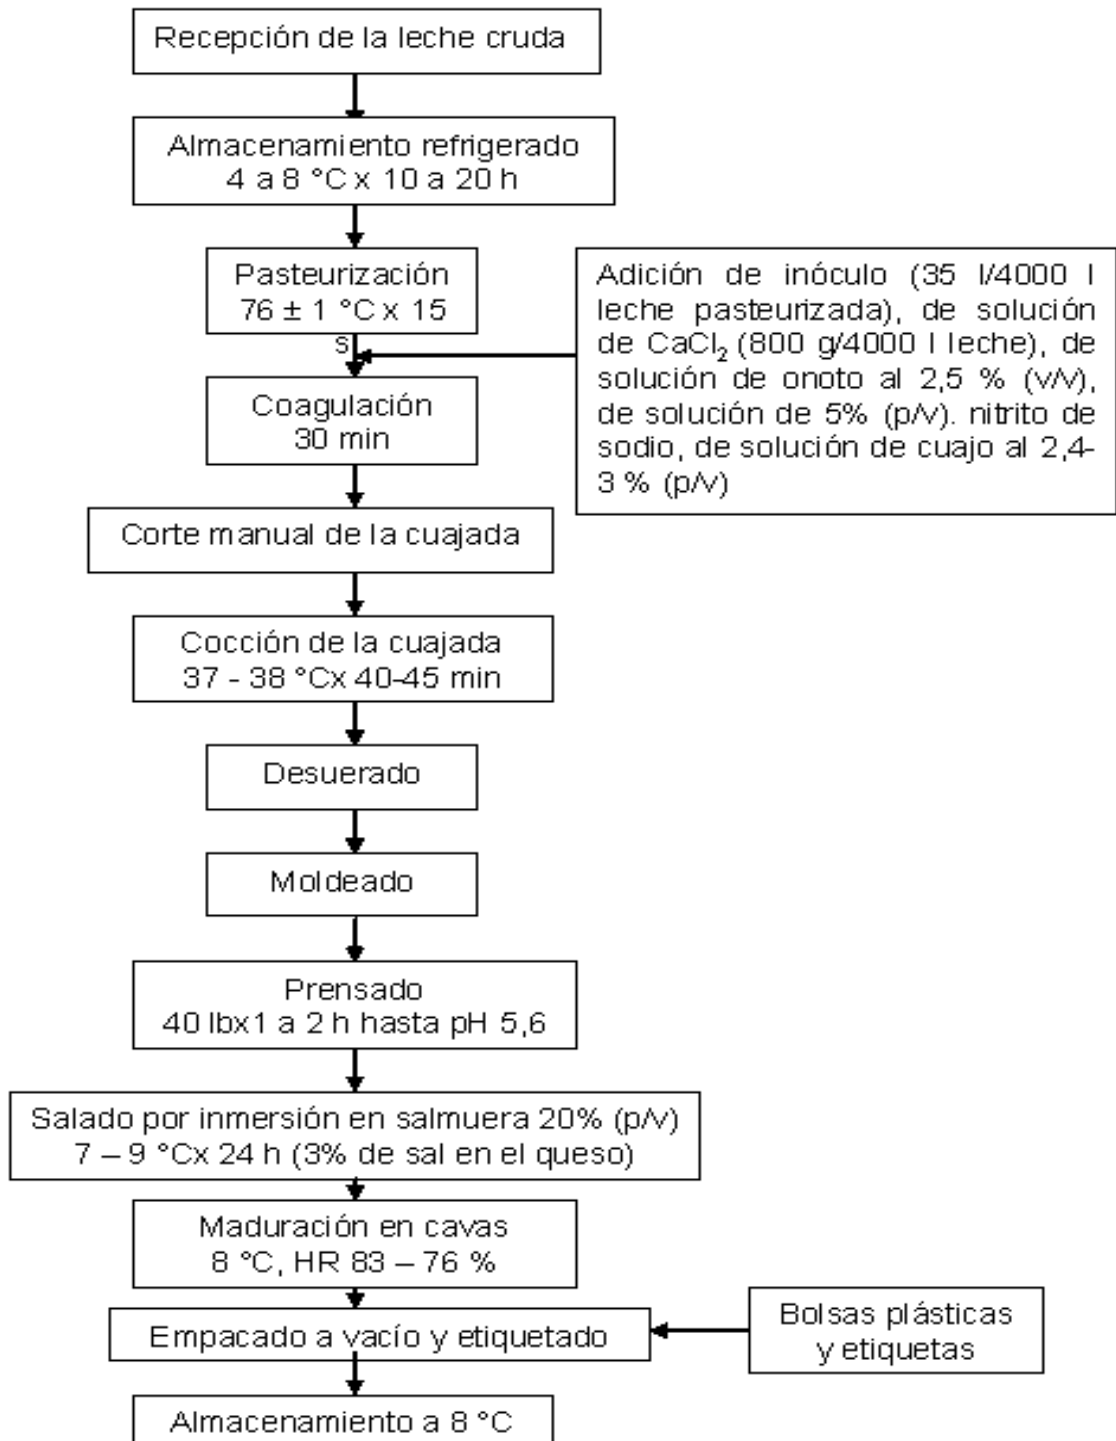 Recepción de la leche cruda
Almacenamiento refrigerado
4 a 8 °C x 10 a 20 h
Pasteurización
76 ± 1 °C x 15
s
Adición de inóculo (35 l/4000 l
leche pasteurizada), de solución
de CaCl₂ (800 g/4000 l leche), de
solución de onoto al 2,5 % (v/v),
de solución de 5% (p/v). nitrito de
sodio, de solución de cuajo al 2,4-
3 % (p/v)
Coagulación
30 min
Corte manual de la cuajada
Cocción de la cuajada
37 - 38 °Cx 40-45 min
Desuerado
Moldeado
Prensado
40 lbx1 a 2 h hasta pH 5,6
Salado por inmersión en salmuera 20% (p/v)
7 – 9 °Cx 24 h (3% de sal en el queso)
Maduración en cavas
8 °C, HR 83 – 76 %
Empacado a vacío y etiquetado
Bolsas plásticas
y etiquetas
Almacenamiento a 8 °C